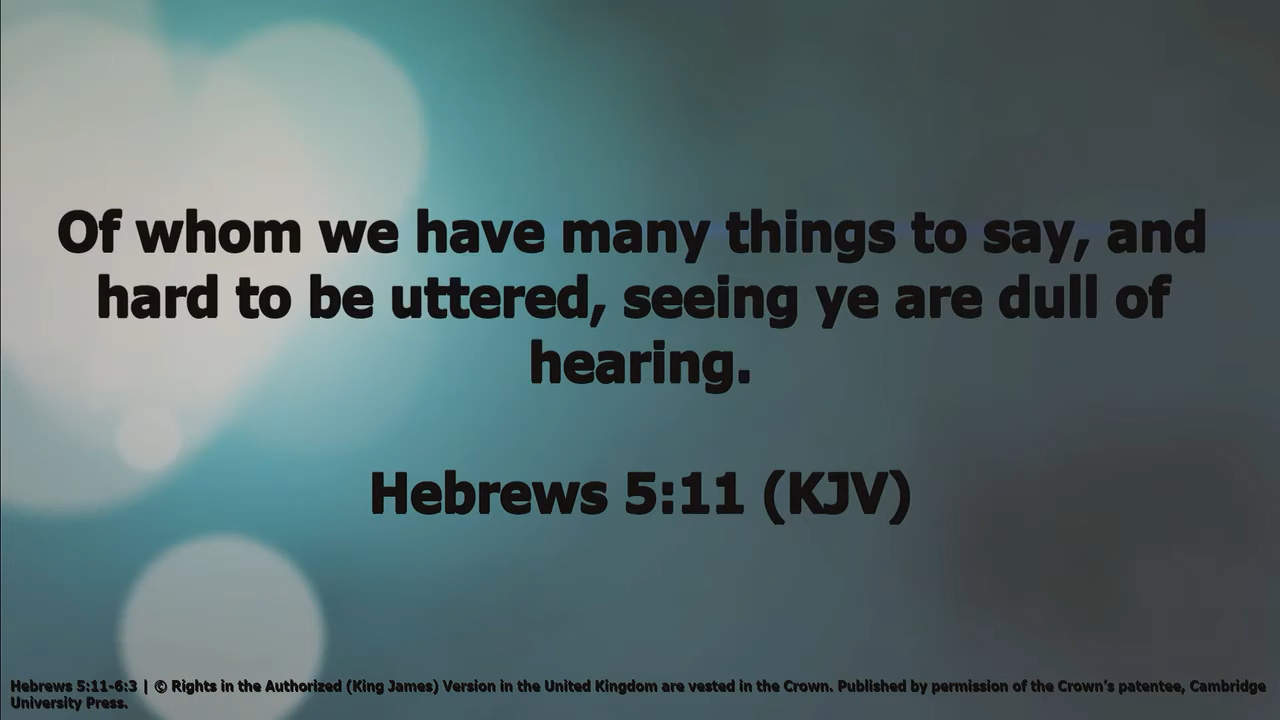 Of whom we have many things to say, and
hard to be uttered, seeing ye are dull of
hearing.
Hebrews 5:11 (KJV)
Hebrews 5:11-6:3 | © Rights in the Authorized (King James) Version in the United Kingdom are vested in the Crown. Published by permission of the Crown's patentee, Cambridge
University Press.